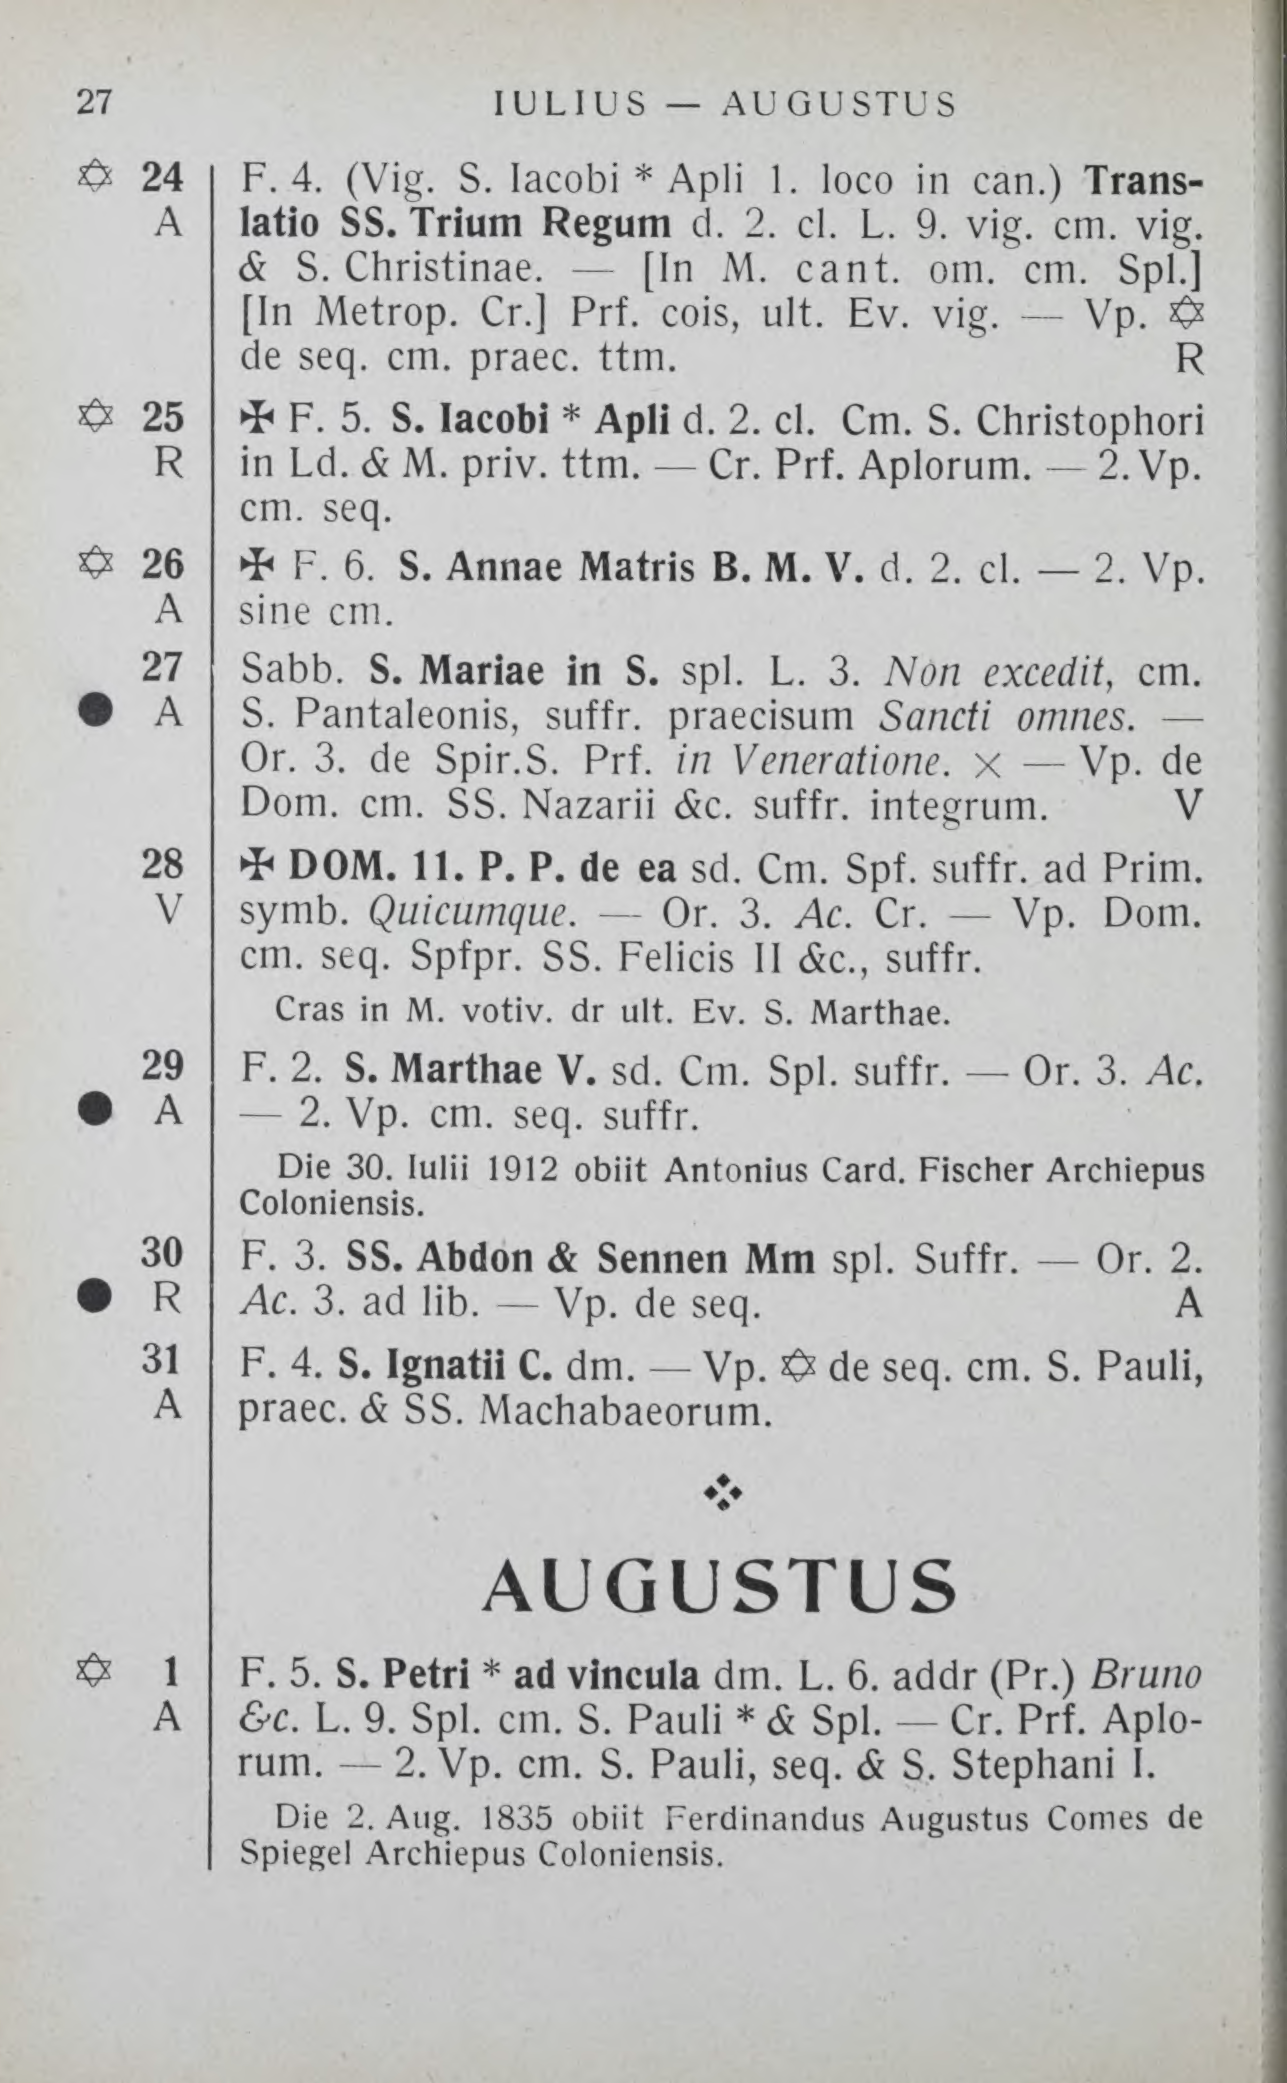 27 IULIUS — AUGUSTUS
✡ 24 F. 4. (Vig. S. Iacobi * Apli 1. loco in can.) Trans-
A latio SS. Trium Regum d. 2. cl. L. 9. vig. cm. vig.
& S. Christinae. — [In M. cant. om. cm. Spl.]
[In Metrop. Cr.] Prf. cois, ult. Ev. vig. — Vp. ✡
de seq. cm. praec. ttm. R
✡ 25 ✠ F. 5. S. Iacobi * Apli d. 2. cl. Cm. S. Christophori
R in Ld. & M. priv. ttm. — Cr. Prf. Aplorum. — 2. Vp.
cm. seq.
✡ 26 ✠ F. 6. S. Annae Matris B. M. V. d. 2. cl. — 2. Vp.
A sine cm.
27 Sabb. S. Mariae in S. spl. L. 3. Non excedit, cm.
● A S. Pantaleonis, suffr. praecisum Sancti omnes. —
Or. 3. de Spir.S. Prf. in Veneratione. × — Vp. de
Dom. cm. SS. Nazarii &c. suffr. integrum. V
28 ✠ DOM. 11. P. P. de ea sd. Cm. Spf. suffr. ad Prim.
V symb. Quicumque. — Or. 3. Ac. Cr. — Vp. Dom.
cm. seq. Spfpr. SS. Felicis II &c., suffr.
Cras in M. votiv. dr ult. Ev. S. Marthae.
29 F. 2. S. Marthae V. sd. Cm. Spl. suffr. — Or. 3. Ac.
● A — 2. Vp. cm. seq. suffr.
Die 30. Iulii 1912 obiit Antonius Card. Fischer Archiepus
Coloniensis.
30 F. 3. SS. Abdon & Sennen Mm spl. Suffr. — Or. 2.
● R Ac. 3. ad lib. — Vp. de seq. A
31 F. 4. S. Ignatii C. dm. — Vp. ✡ de seq. cm. S. Pauli,
A praec. & SS. Machabaeorum.
AUGUSTUS
✡ 1 F. 5. S. Petri * ad vincula dm. L. 6. addr (Pr.) Bruno
A &c. L. 9. Spl. cm. S. Pauli * & Spl. — Cr. Prf. Aplo-
rum. — 2. Vp. cm. S. Pauli, seq. & S. Stephani I.
Die 2. Aug. 1835 obiit Ferdinandus Augustus Comes de
Spiegel Archiepus Coloniensis.